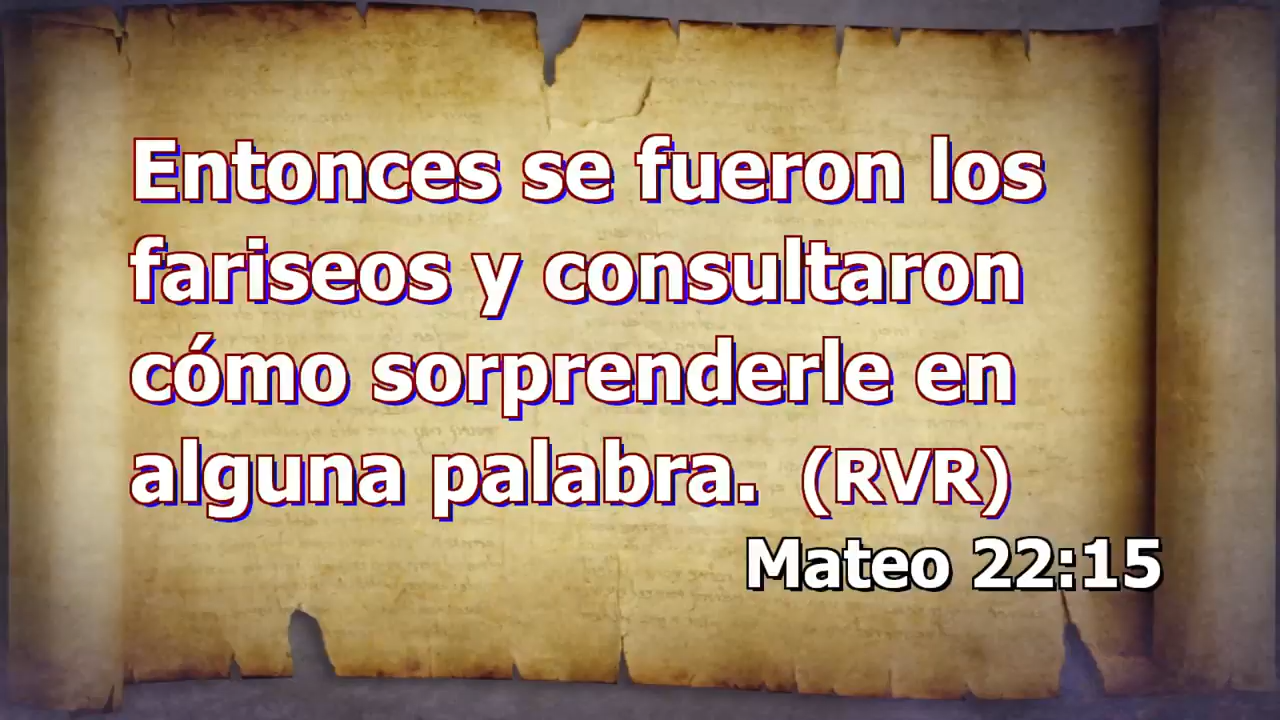 Entonces se fueron los
fariseos y consultaron
cómo sorprenderle en
alguna palabra. (RVR)
Mateo 22:15